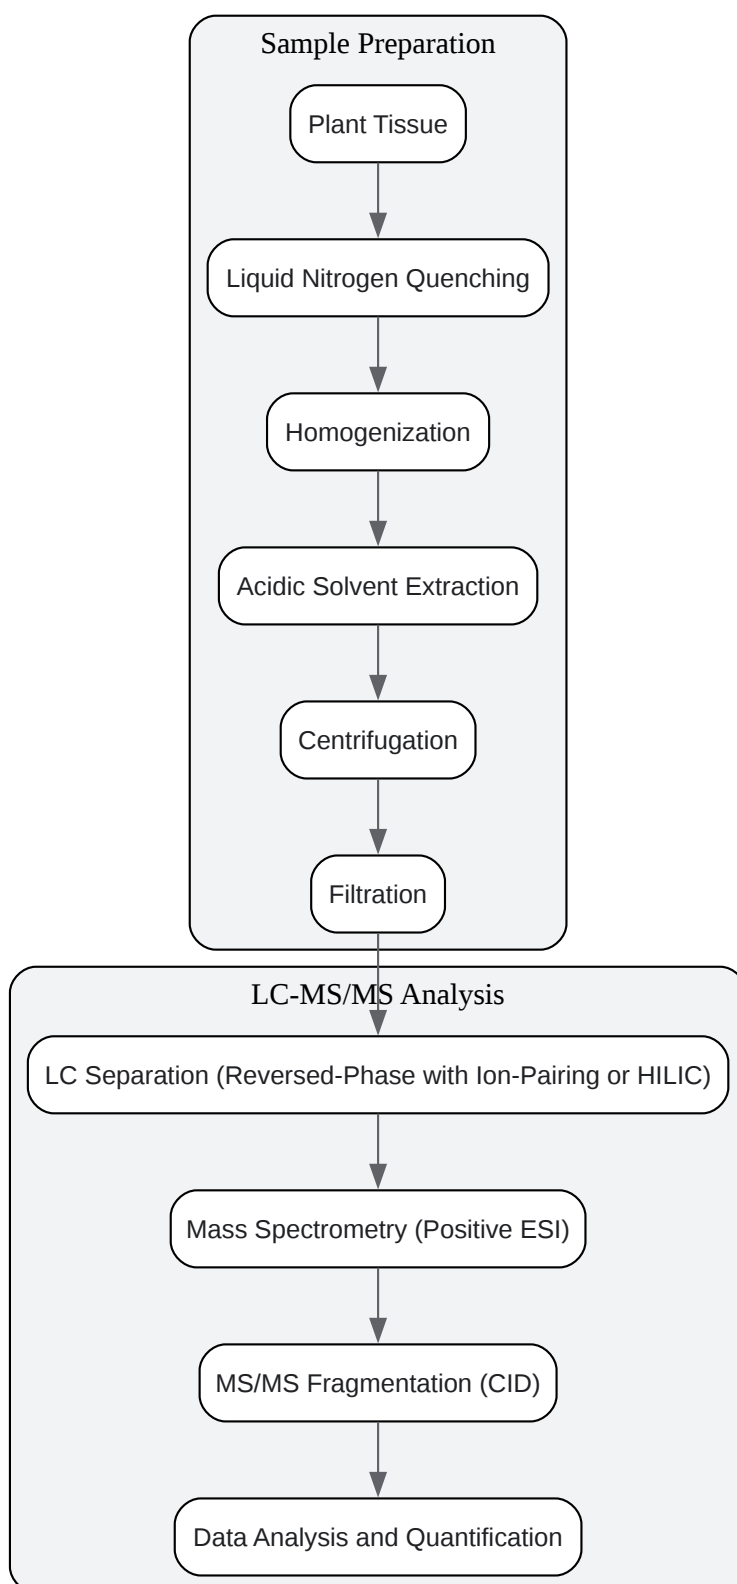 Sample Preparation
Plant Tissue
Liquid Nitrogen Quenching
Homogenization
Acidic Solvent Extraction
Centrifugation
Filtration
LC-MS/MS Analysis
LC Separation (Reversed-Phase with Ion-Pairing or HILIC)
Mass Spectrometry (Positive ESI)
MS/MS Fragmentation (CID)
Data Analysis and Quantification